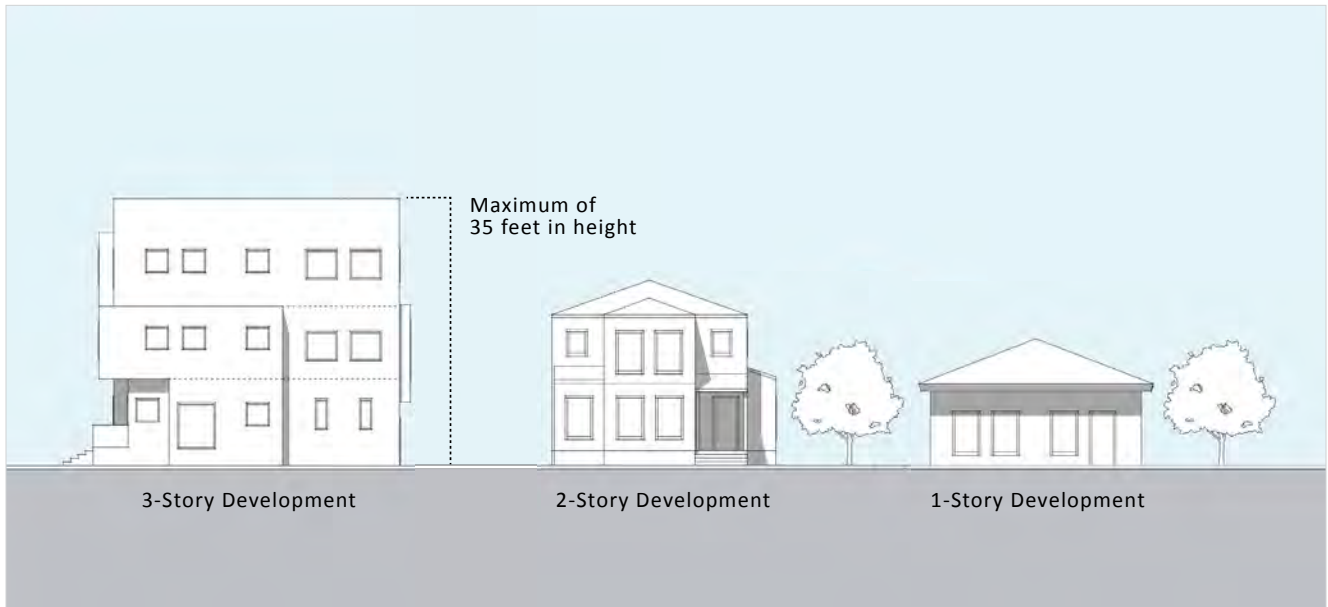 Maximum of
35 feet in height
3-Story Development
2-Story Development
1-Story Development